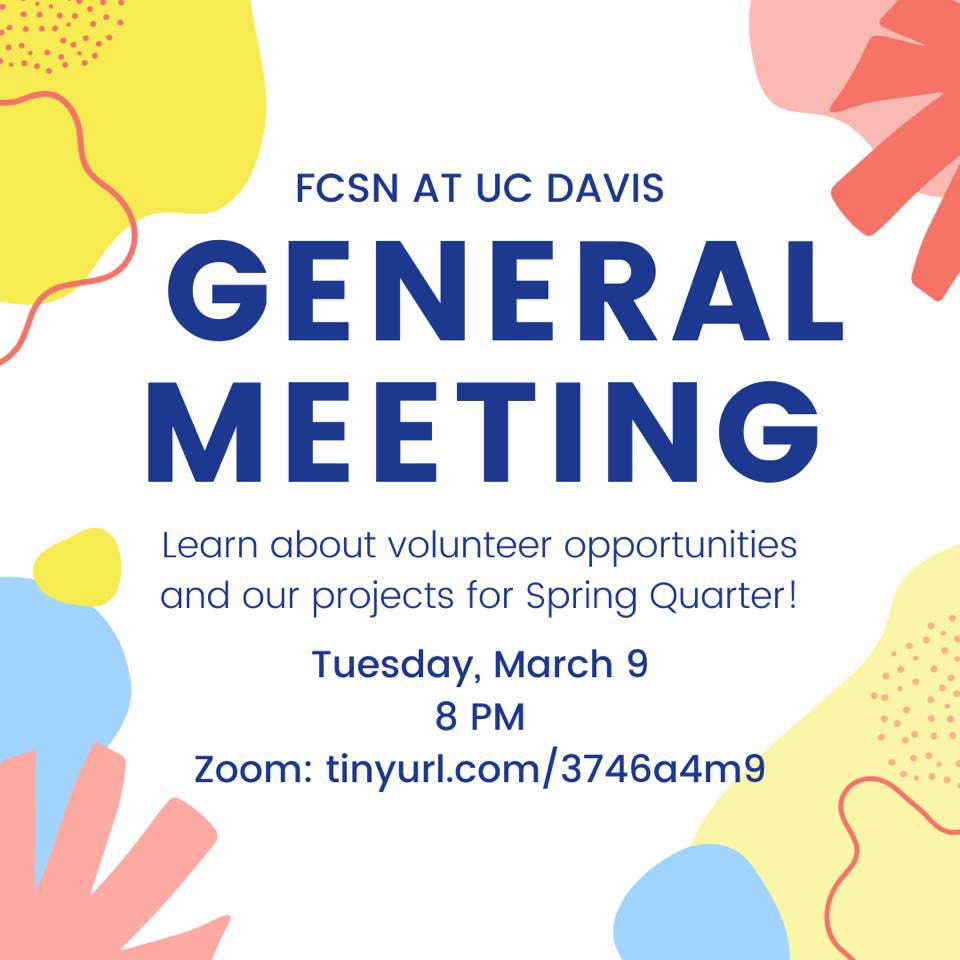 FCSN AT UC DAVIS
GENERAL
MEETING
Learn about volunteer opportunities
and our projects for Spring Quarter!
Tuesday, March 9
8 PM
Zoom: tinyurl.com/3746a4m9